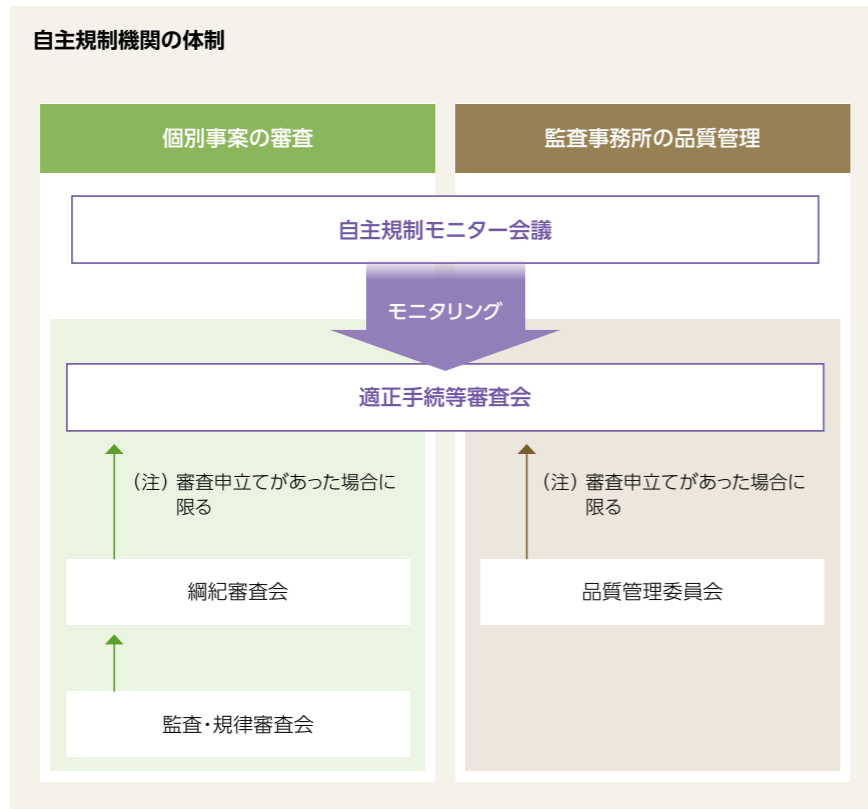 自主規制機関の体制
個別事案の審査
監査事務所の品質管理
自主規制モニター会議
モニタリング
適正手続等審査会
（注）審査申立てがあった場合に
限る
（注）審査申立てがあった場合に
限る
綱紀審査会
品質管理委員会
監査・規律審査会